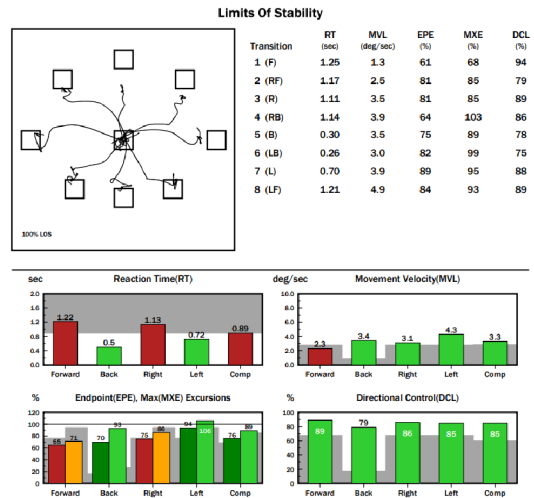 Limits Of Stability
RT MVL EPE MXE DCL
Transition (sec) (deg/sec) (%) (%) (%)
1 (F) 1.25 1.3 61 68 94
2 (RF) 1.17 2.5 81 85 79
3 (R) 1.11 3.5 81 85 89
4 (RB) 1.14 3.9 64 103 86
5 (B) 0.30 3.5 75 89 78
6 (LB) 0.26 3.0 82 99 75
7 (L) 0.70 3.9 89 95 88
8 (LF) 1.21 4.9 84 93 89
100% LOS
sec Reaction Time(RT)
2.0
1.6
1.2
0.8
0.4
0.0
1.22 0.5 1.13 0.72 0.89
Forward Back Right Left Comp
deg/sec Movement Velocity(MVL)
10.0
8.0
6.0
4.0
2.0
0.0
2.3 3.4 3.1 4.3 3.3
Forward Back Right Left Comp
% Endpoint(EPE), Max(MXE) Excursions
120
100
80
60
40
20
0
71 70 93 86 94 76 89
Forward Back Right Left Comp
% Directional Control(DCL)
100
80
60
40
20
0
89 79 86 85 85
Forward Back Right Left Comp